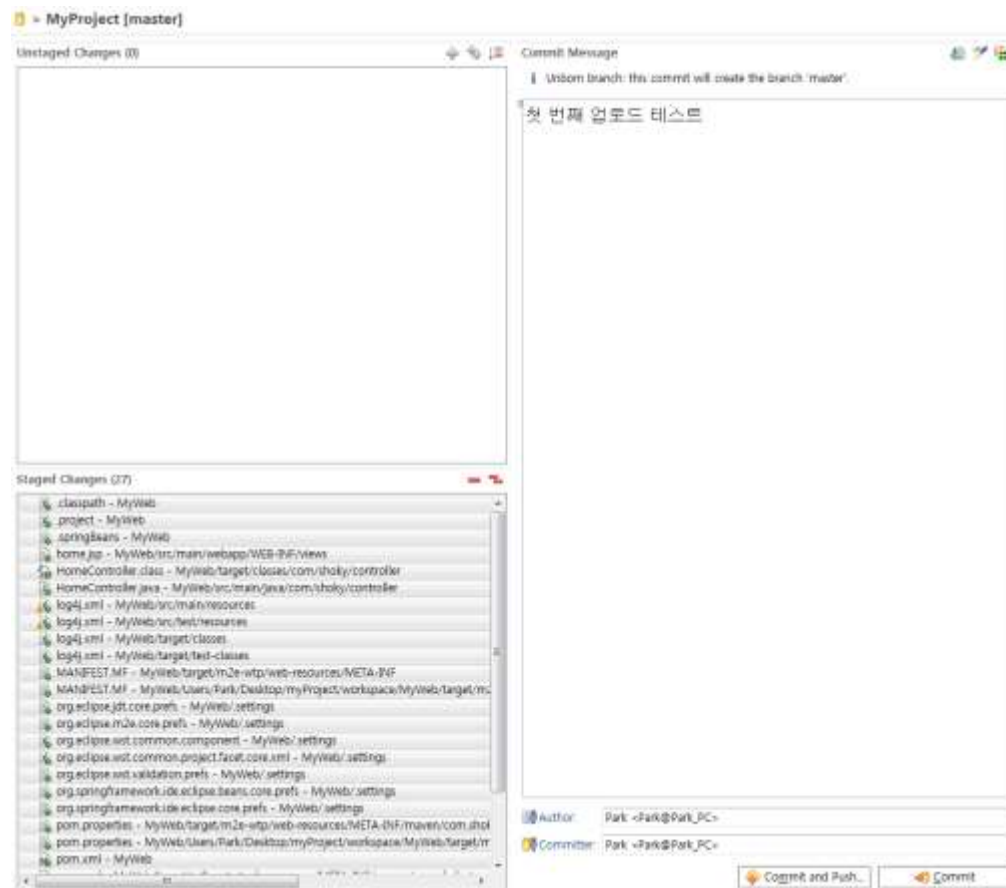 > MyProject [master]
Unstaged Changes (0)
Commit Message
Unborn branch: this commit will create the branch 'master'.
첫 번째 업로드 테스트
Staged Changes (27)
.classpath - MyWeb
.project - MyWeb
.springBeans - MyWeb
home.jsp - MyWeb/src/main/webapp/WEB-INF/views
HomeController.class - MyWeb/target/classes/com/shoky/controller
HomeController.java - MyWeb/src/main/java/com/shoky/controller
log4j.xml - MyWeb/src/main/resources
log4j.xml - MyWeb/src/test/resources
log4j.xml - MyWeb/target/classes
log4j.xml - MyWeb/target/test-classes
MANIFEST.MF - MyWeb/target/m2e-wtp/web-resources/META-INF
MANIFEST.MF - MyWeb/Users/Park/Desktop/myProject/workspace/MyWeb/target/m2
org.eclipse.jdt.core.prefs - MyWeb/.settings
org.eclipse.m2e.core.prefs - MyWeb/.settings
org.eclipse.wst.common.component - MyWeb/.settings
org.eclipse.wst.common.project.facet.core.xml - MyWeb/.settings
org.eclipse.wst.validation.prefs - MyWeb/.settings
org.springframework.ide.eclipse.beans.core.prefs - MyWeb/.settings
org.springframework.ide.eclipse.core.prefs - MyWeb/.settings
pom.properties - MyWeb/target/m2e-wtp/web-resources/META-INF/maven/com.shol
pom.properties - MyWeb/Users/Park/Desktop/myProject/workspace/MyWeb/target/m
pom.xml - MyWeb
Author: Park <Park@Park_PC>
Committer: Park <Park@Park_PC>
Commit and Push...
Commit